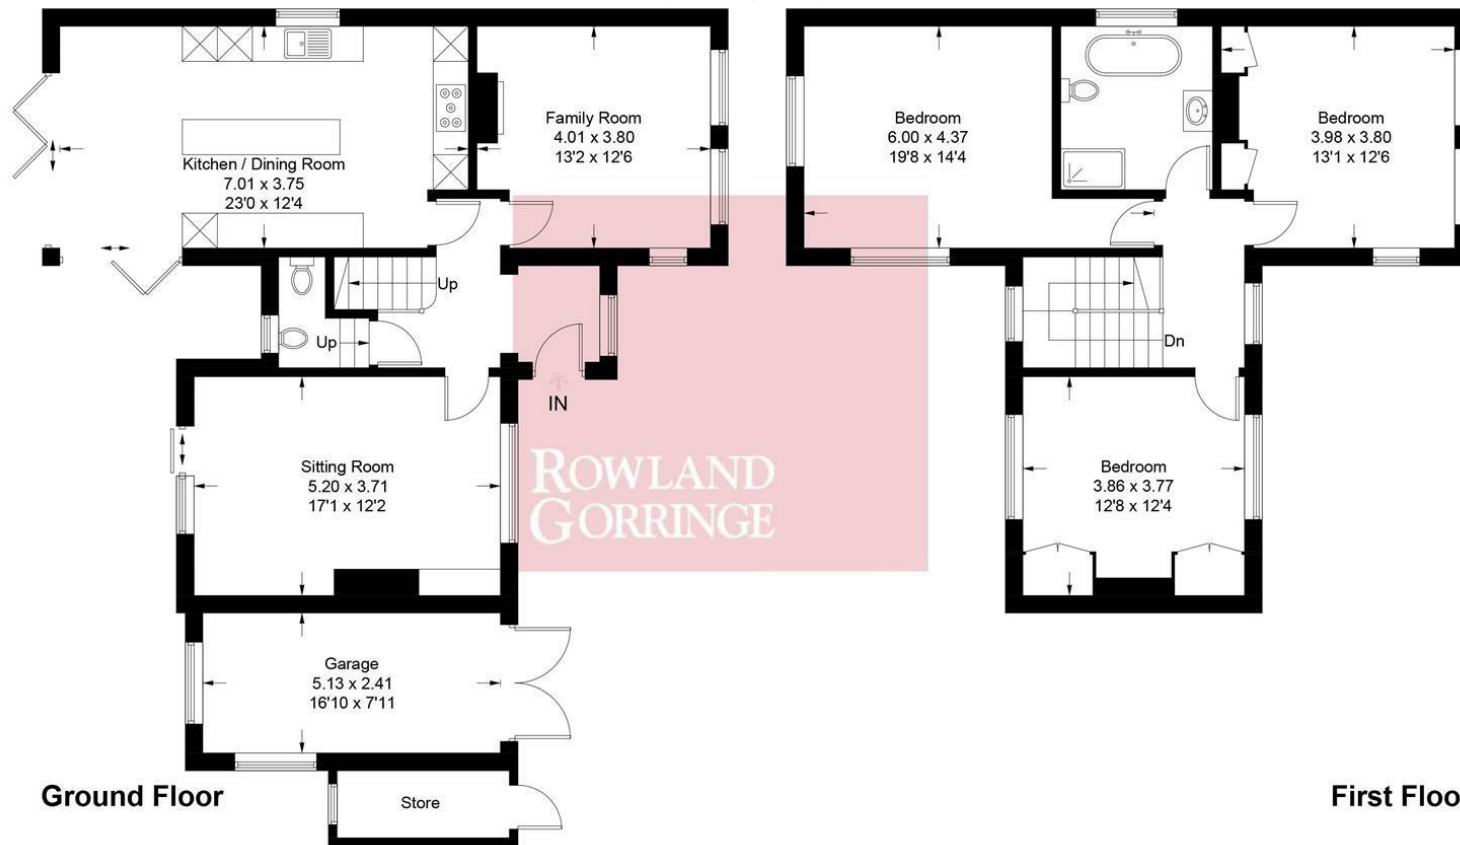 Kitchen / Dining Room
7.01 x 3.75
23'0 x 12'4
Family Room
4.01 x 3.80
13'2 x 12'6
Up
Up
IN
Sitting Room
5.20 x 3.71
17'1 x 12'2
Garage
5.13 x 2.41
16'10 x 7'11
Store
Ground Floor
ROWLAND
GORRINGE
Bedroom
6.00 x 4.37
19'8 x 14'4
Bedroom
3.98 x 3.80
13'1 x 12'6
Dn
Bedroom
3.86 x 3.77
12'8 x 12'4
First Floo